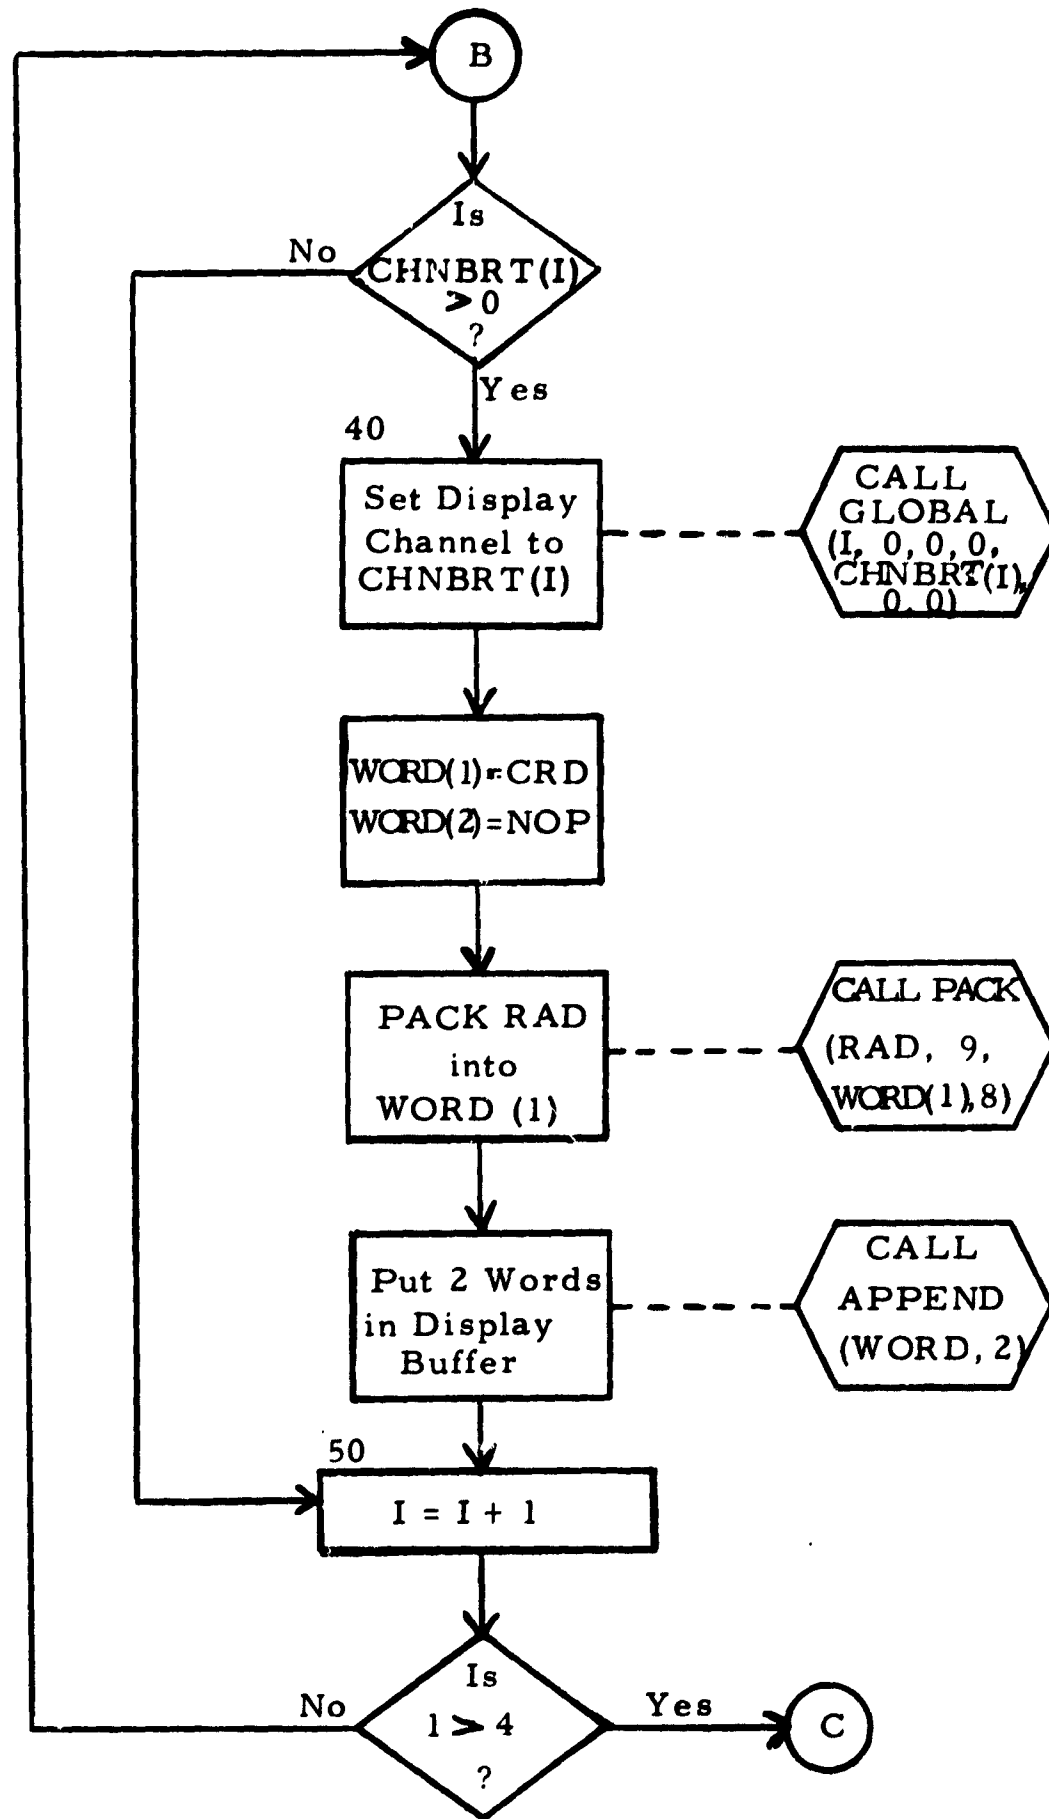 B
Is
CHNBRT(I)
> 0
?
No
Yes
40
Set Display
Channel to
CHNBRT(I)
CALL
GLOBAL
(I, 0, 0, 0,
CHNBRT(I),
0, 0)
WORD(1)=CRD
WORD(2)=NOP
PACK RAD
into
WORD (1)
CALL PACK
(RAD, 9,
WORD(1),8)
Put 2 Words
in Display
Buffer
CALL
APPEND
(WORD, 2)
50
I = I + 1
Is
1 > 4
?
No
Yes
C